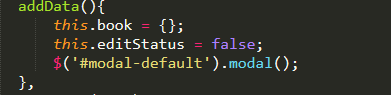 addData(){
this.book = {};
this.editStatus = false;
$('#modal-default').modal();
},